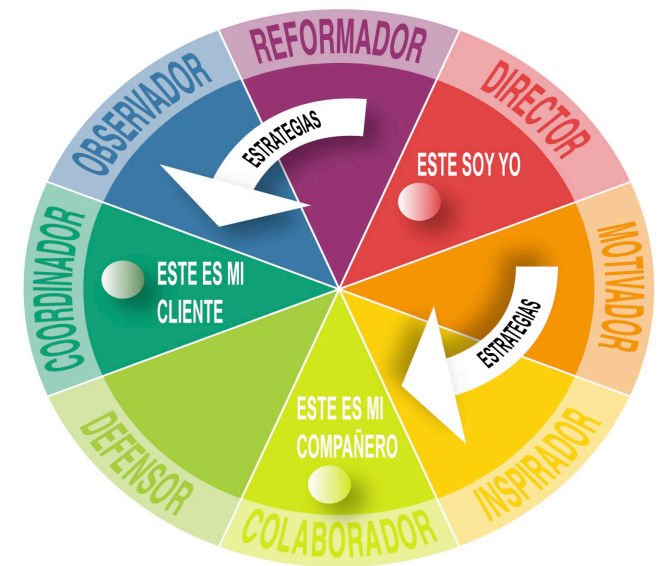 REFORMADOR
OBSERVADOR
DIRECTOR
ESTRATEGIAS
ESTE SOY YO
COORDINADOR
MOTIVADOR
ESTE ES MI
CLIENTE
ESTRATEGIAS
ESTE ES MI
COMPAÑERO
DEFENSOR
INSPIRADOR
COLABORADOR